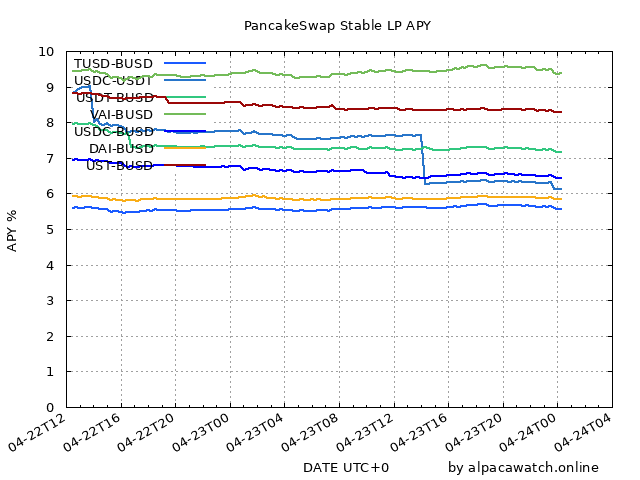 PancakeSwap Stable LP APY
10
9
8
7
6
5
4
3
2
1
0
APY %
TUSD-BUSD
USDC-USDT
USDT-BUSD
VAI-BUSD
USDC-BUSD
DAI-BUSD
UST-BUSD
04-22T12
04-22T16
04-22T20
04-23T00
04-23T04
04-23T08
04-23T12
04-23T16
04-23T20
04-24T00
04-24T04
DATE UTC+0
by alpacawatch.online